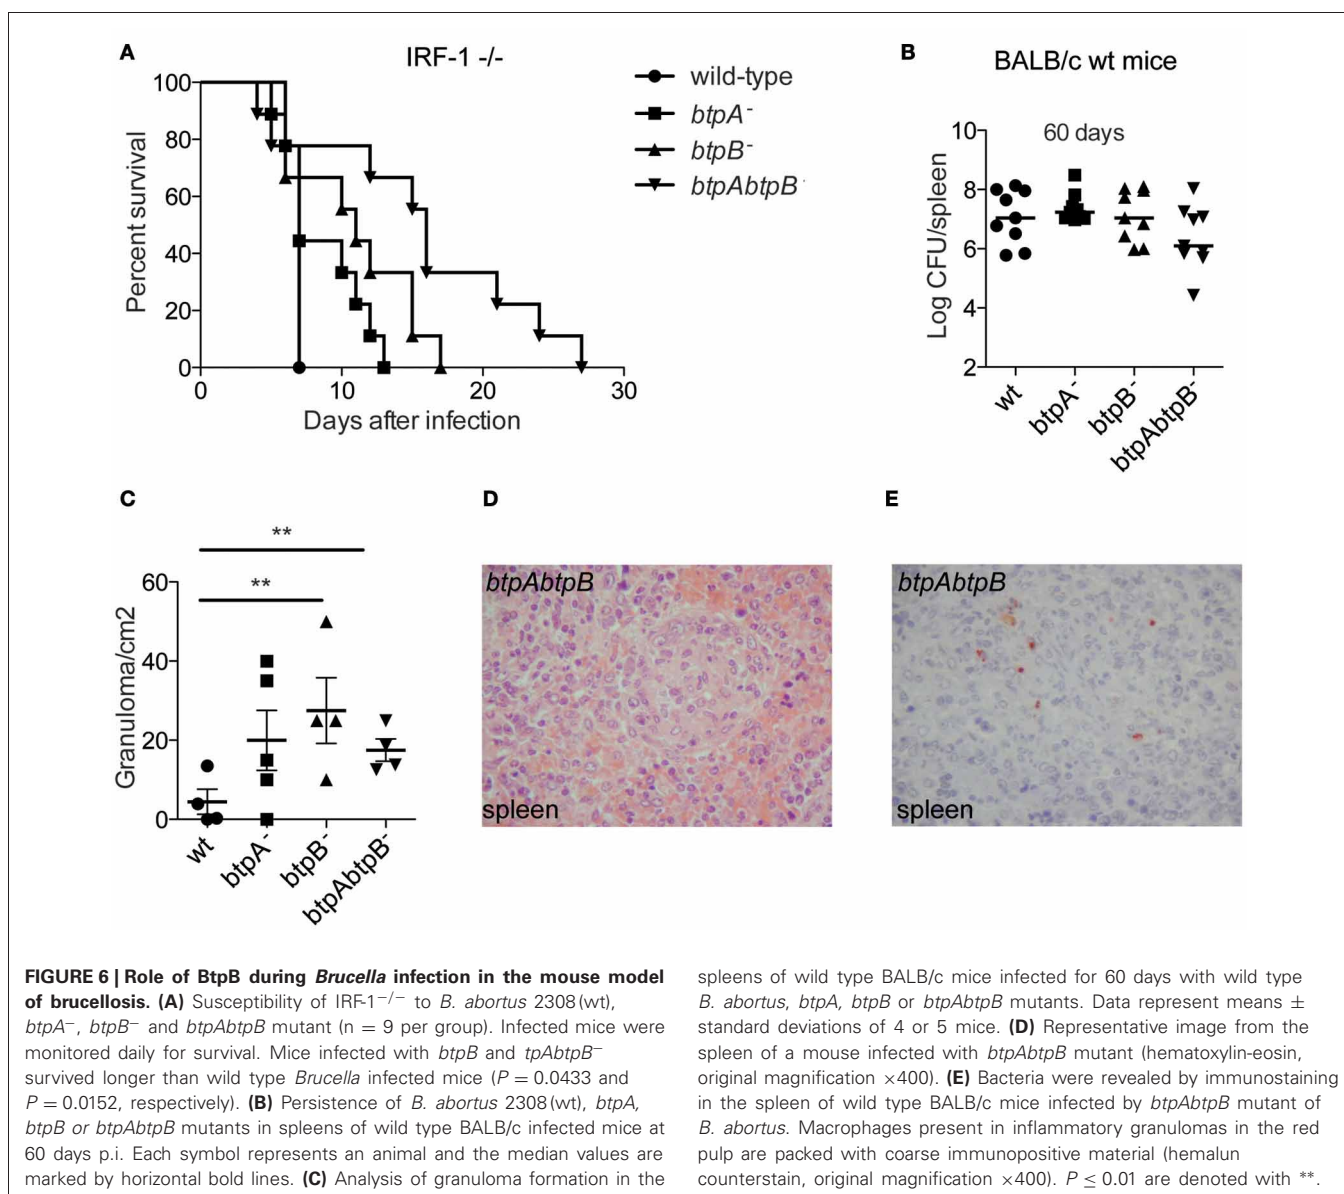 A
IRF-1 -/-
Percent survival
100
80
60
40
20
0
0 10 20 30
Days after infection
wild-type
btpA-
btpB-
btpAbtpB-
B
BALB/c wt mice
60 days
Log CFU/spleen
10
8
6
4
2
wt
btpA-
btpB-
btpAbtpB-
C
**
**
Granuloma/cm2
60
40
20
0
wt
btpA-
btpB-
btpAbtpB-
D
btpAbtpB
spleen
E
btpAbtpB
spleen
FIGURE 6 | Role of BtpB during Brucella infection in the mouse model
of brucellosis. (A) Susceptibility of IRF-1−/− to B. abortus 2308 (wt),
btpA−, btpB− and btpAbtpB mutant (n = 9 per group). Infected mice were
monitored daily for survival. Mice infected with btpB and tpAbtpB−
survived longer than wild type Brucella infected mice (P = 0.0433 and
P = 0.0152, respectively). (B) Persistence of B. abortus 2308 (wt), btpA,
btpB or btpAbtpB mutants in spleens of wild type BALB/c infected mice at
60 days p.i. Each symbol represents an animal and the median values are
marked by horizontal bold lines. (C) Analysis of granuloma formation in the
spleens of wild type BALB/c mice infected for 60 days with wild type
B. abortus, btpA, btpB or btpAbtpB mutants. Data represent means ±
standard deviations of 4 or 5 mice. (D) Representative image from the
spleen of a mouse infected with btpAbtpB mutant (hematoxylin-eosin,
original magnification ×400). (E) Bacteria were revealed by immunostaining
in the spleen of wild type BALB/c mice infected by btpAbtpB mutant of
B. abortus. Macrophages present in inflammatory granulomas in the red
pulp are packed with coarse immunopositive material (hemalun
counterstain, original magnification ×400). P ≤ 0.01 are denoted with **.